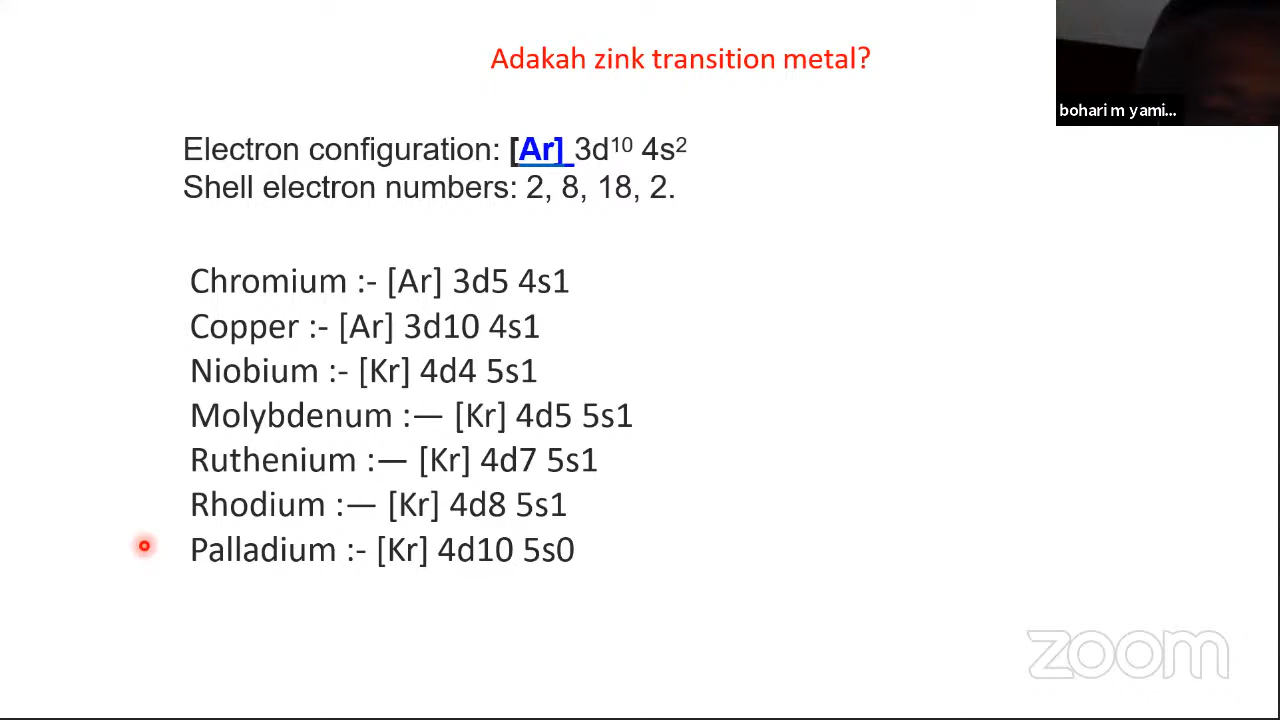 Adakah zink transition metal?
bohari m yami...
Electron configuration: [Ar] 3d¹⁰ 4s²
Shell electron numbers: 2, 8, 18, 2.
Chromium :- [Ar] 3d5 4s1
Copper :- [Ar] 3d10 4s1
Niobium :- [Kr] 4d4 5s1
Molybdenum :— [Kr] 4d5 5s1
Ruthenium :— [Kr] 4d7 5s1
Rhodium :— [Kr] 4d8 5s1
Palladium :- [Kr] 4d10 5s0
zoom